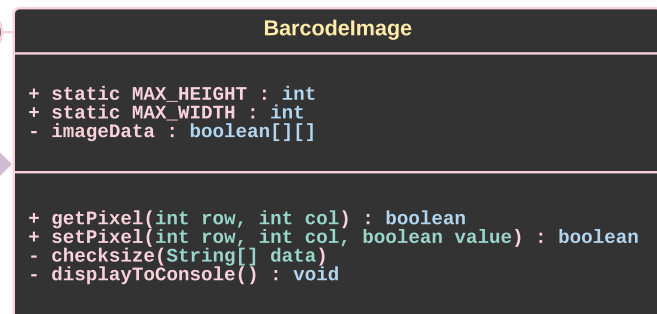 BarcodeImage
+ static MAX_HEIGHT : int
+ static MAX_WIDTH : int
- imageData : boolean[][]
+ getPixel(int row, int col) : boolean
+ setPixel(int row, int col, boolean value) : boolean
- checksize(String[] data)
- displayToConsole() : void